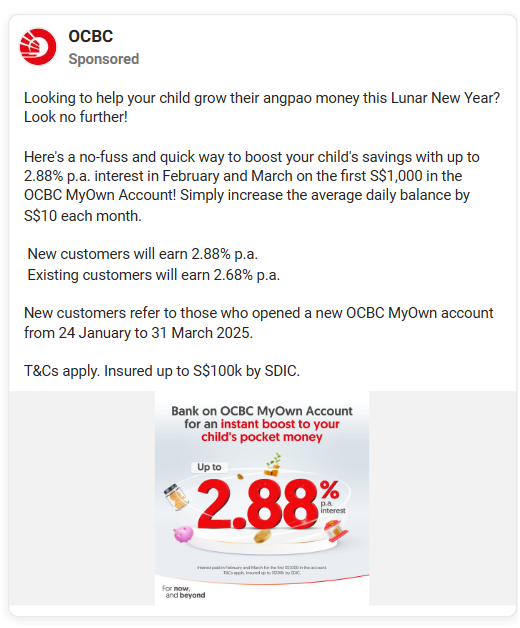 OCBC
Sponsored
Looking to help your child grow their angpao money this Lunar New Year?
Look no further!
Here's a no-fuss and quick way to boost your child's savings with up to
2.88% p.a. interest in February and March on the first S$1,000 in the
OCBC MyOwn Account! Simply increase the average daily balance by
S$10 each month.
New customers will earn 2.88% p.a.
Existing customers will earn 2.68% p.a.
New customers refer to those who opened a new OCBC MyOwn account
from 24 January to 31 March 2025.
T&Cs apply. Insured up to S$100k by SDIC.
Bank on OCBC MyOwn Account
for an instant boost to your
child's pocket money
Up to
2.88%
p.a.
interest
Interest paid in February and March for the first S$1000 in the account.
T&Cs apply. Insured up to S$100k by SDIC.
For now,
and beyond